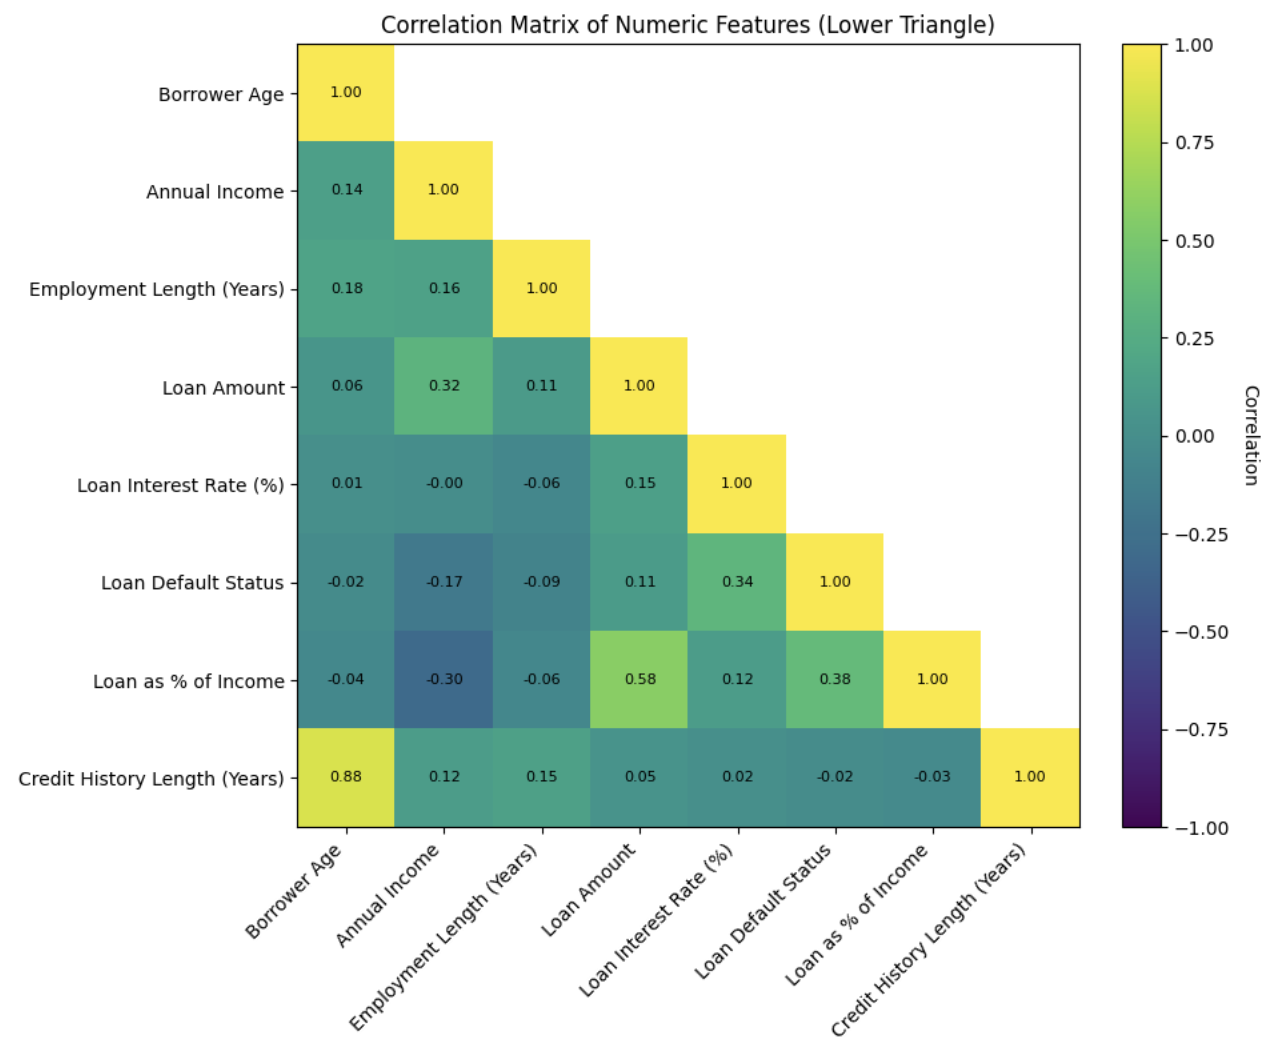 Correlation Matrix of Numeric Features (Lower Triangle)
Borrower Age
1.00
Annual Income
0.14 1.00
Employment Length (Years)
0.18 0.16 1.00
Loan Amount
0.06 0.32 0.11 1.00
Loan Interest Rate (%)
0.01 -0.00 -0.06 0.15 1.00
Loan Default Status
-0.02 -0.17 -0.09 0.11 0.34 1.00
Loan as % of Income
-0.04 -0.30 -0.06 0.58 0.12 0.38 1.00
Credit History Length (Years)
0.88 0.12 0.15 0.05 0.02 -0.02 -0.03 1.00
Borrower Age
Annual Income
Employment Length (Years)
Loan Amount
Loan Interest Rate (%)
Loan Default Status
Loan as % of Income
Credit History Length (Years)
1.00
0.75
0.50
0.25
0.00
−0.25
−0.50
−0.75
−1.00
Correlation